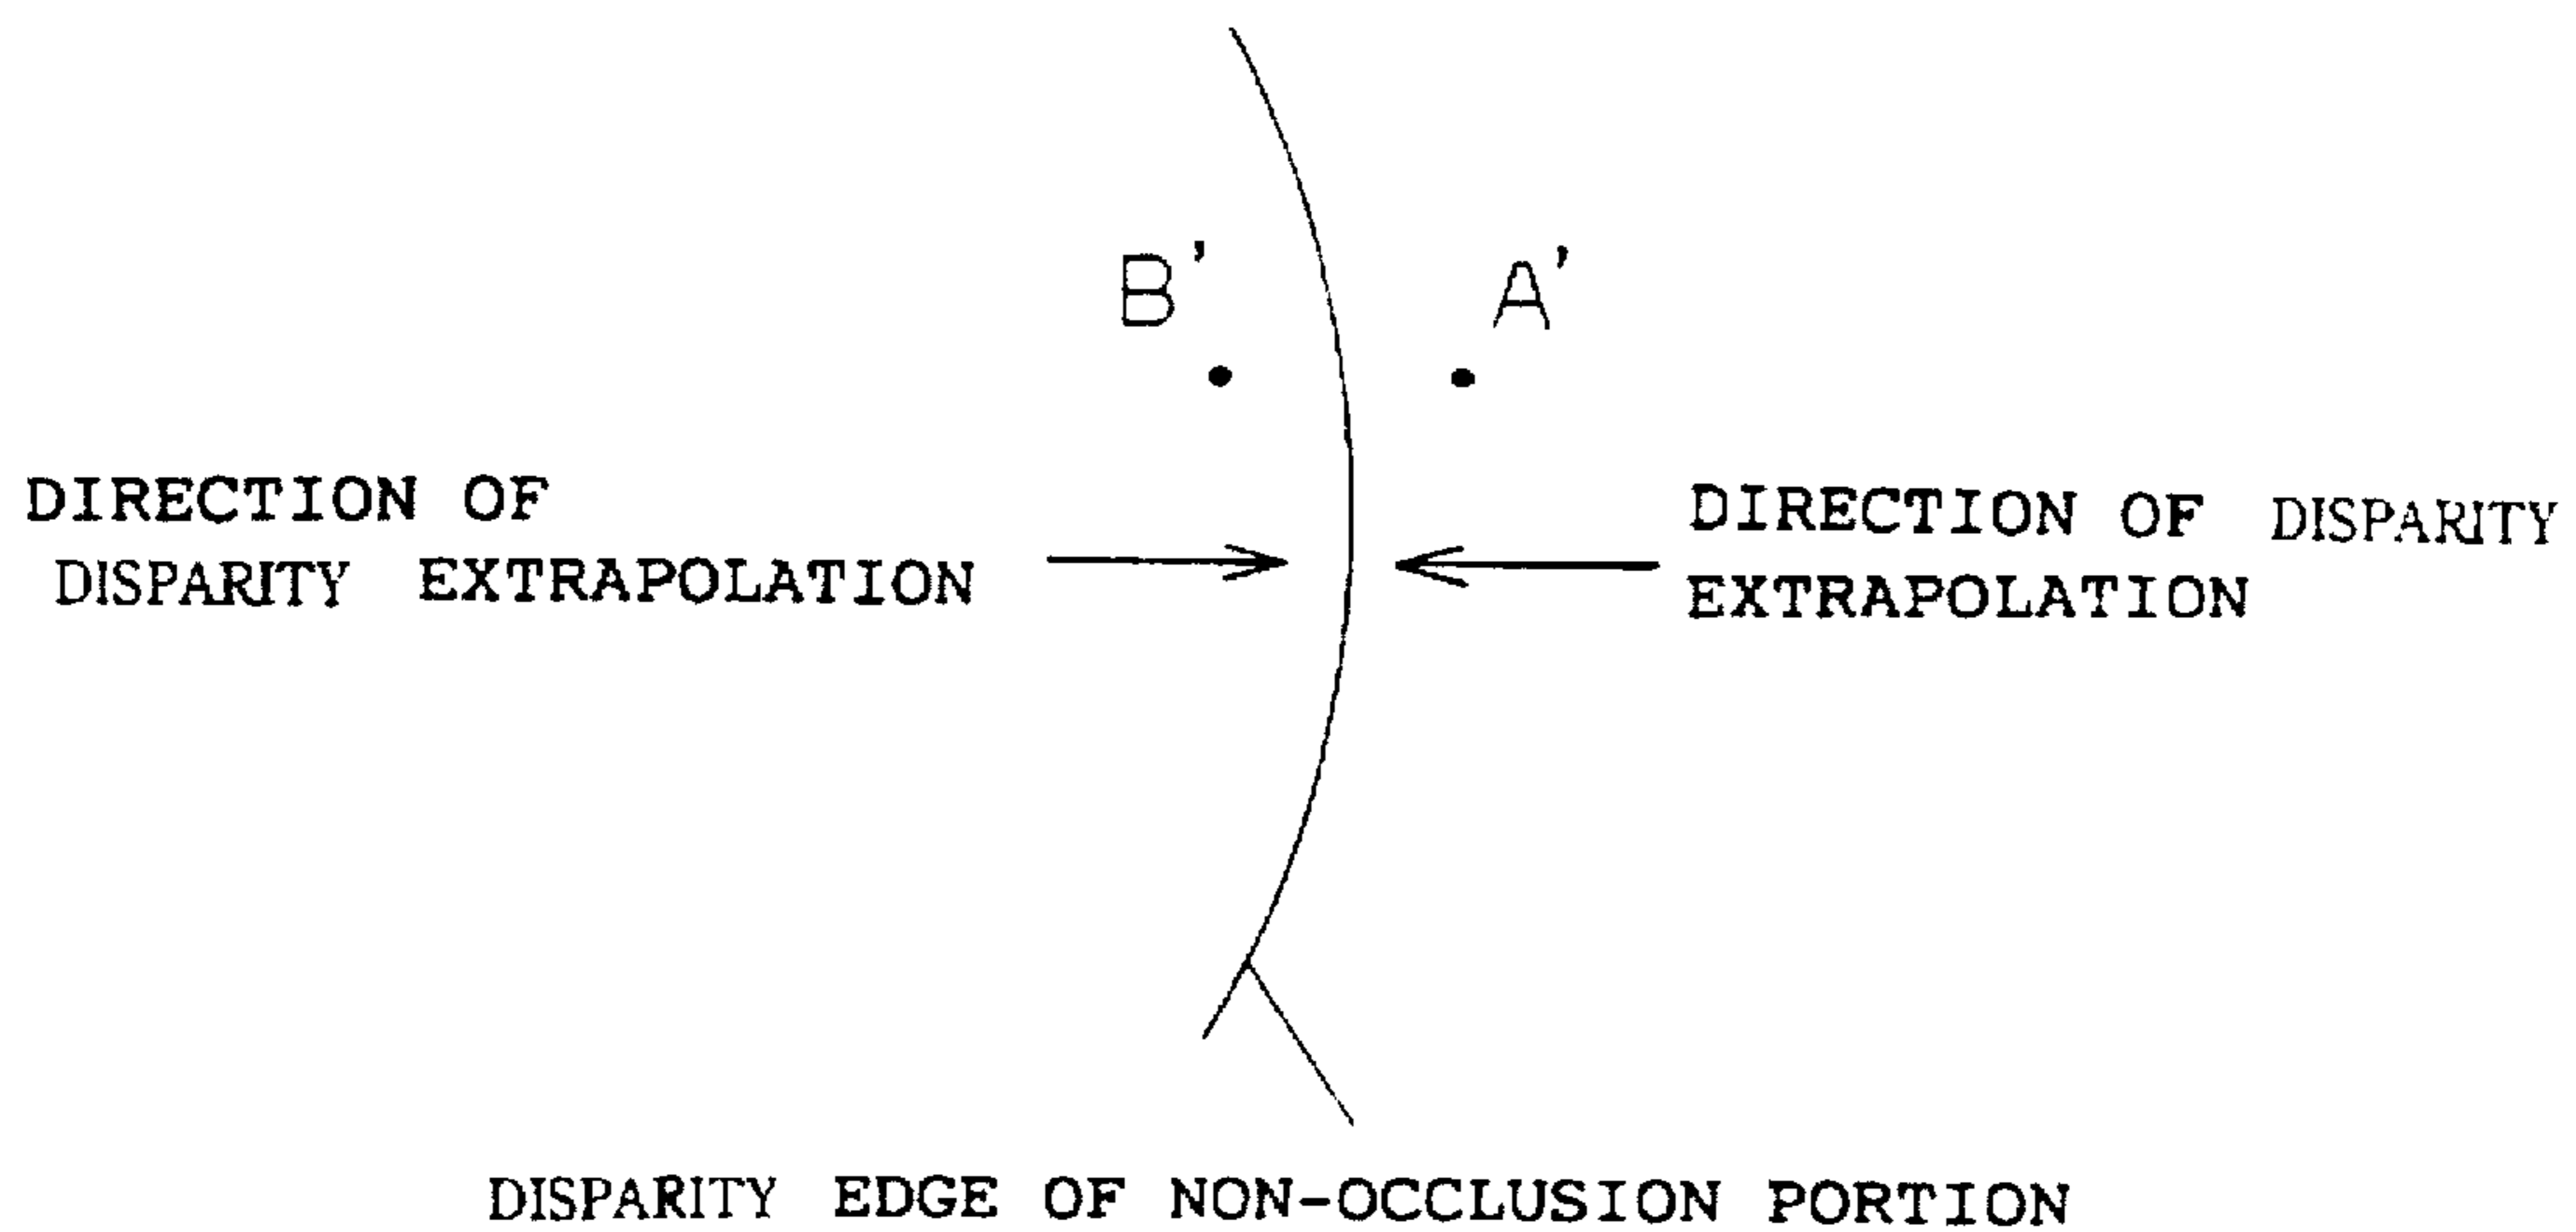 B' A'
DIRECTION OF
DISPARITY EXTRAPOLATION
DIRECTION OF DISPARITY
EXTRAPOLATION
DISPARITY EDGE OF NON-OCCLUSION PORTION